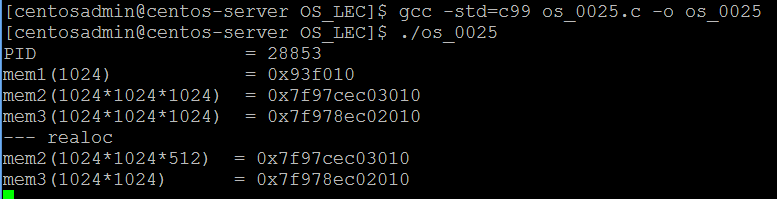 [centosadmin@centos-server OS_LEC]$ gcc -std=c99 os_0025.c -o os_0025
[centosadmin@centos-server OS_LEC]$ ./os_0025
PID                  = 28853
mem1(1024)           = 0x93f010
mem2(1024*1024*1024)  = 0x7f97cec03010
mem3(1024*1024*1024)  = 0x7f978ec02010
--- realoc
mem2(1024*1024*512)  = 0x7f97cec03010
mem3(1024*1024)      = 0x7f978ec02010